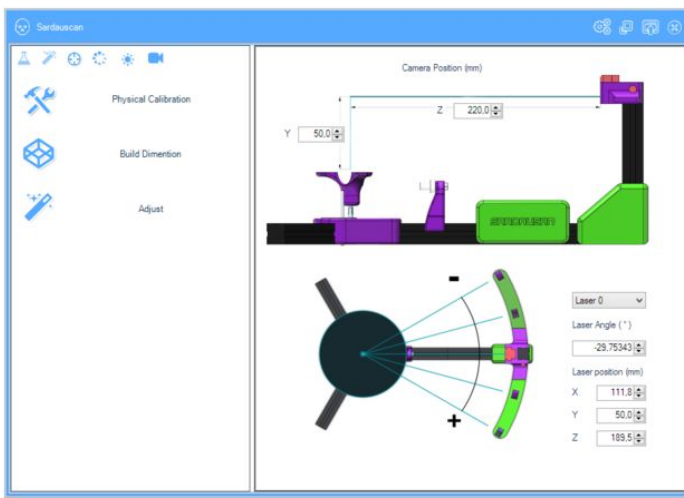 Sardauscan
Physical Calibration
Build Dimention
Adjust
Camera Position (mm)
Z 220.0
Y 50.0
SARDAUSCAN
-
+
Laser 0
Laser Angle ( ° )
-29,75343
Laser position (mm)
X 111,8
Y 50.0
Z 189,5